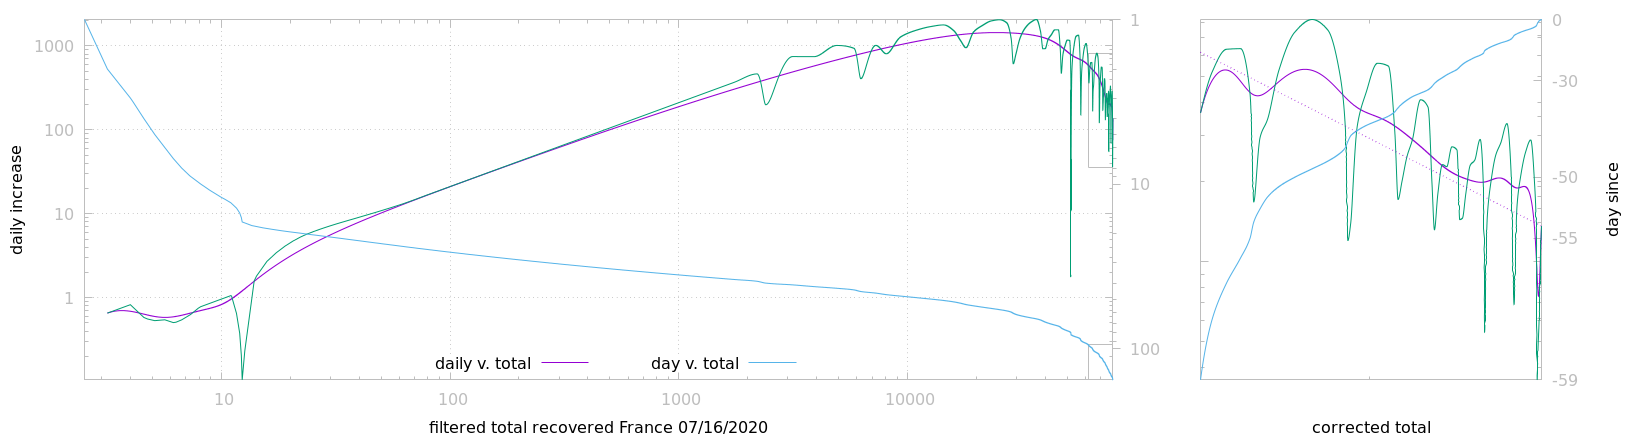 1000
100
10
1
daily increase
10
100
1000
10000
filtered total recovered France 07/16/2020
daily v. total
day v. total
1
10
100
0
-30
-50
-55
-59
day since
corrected total